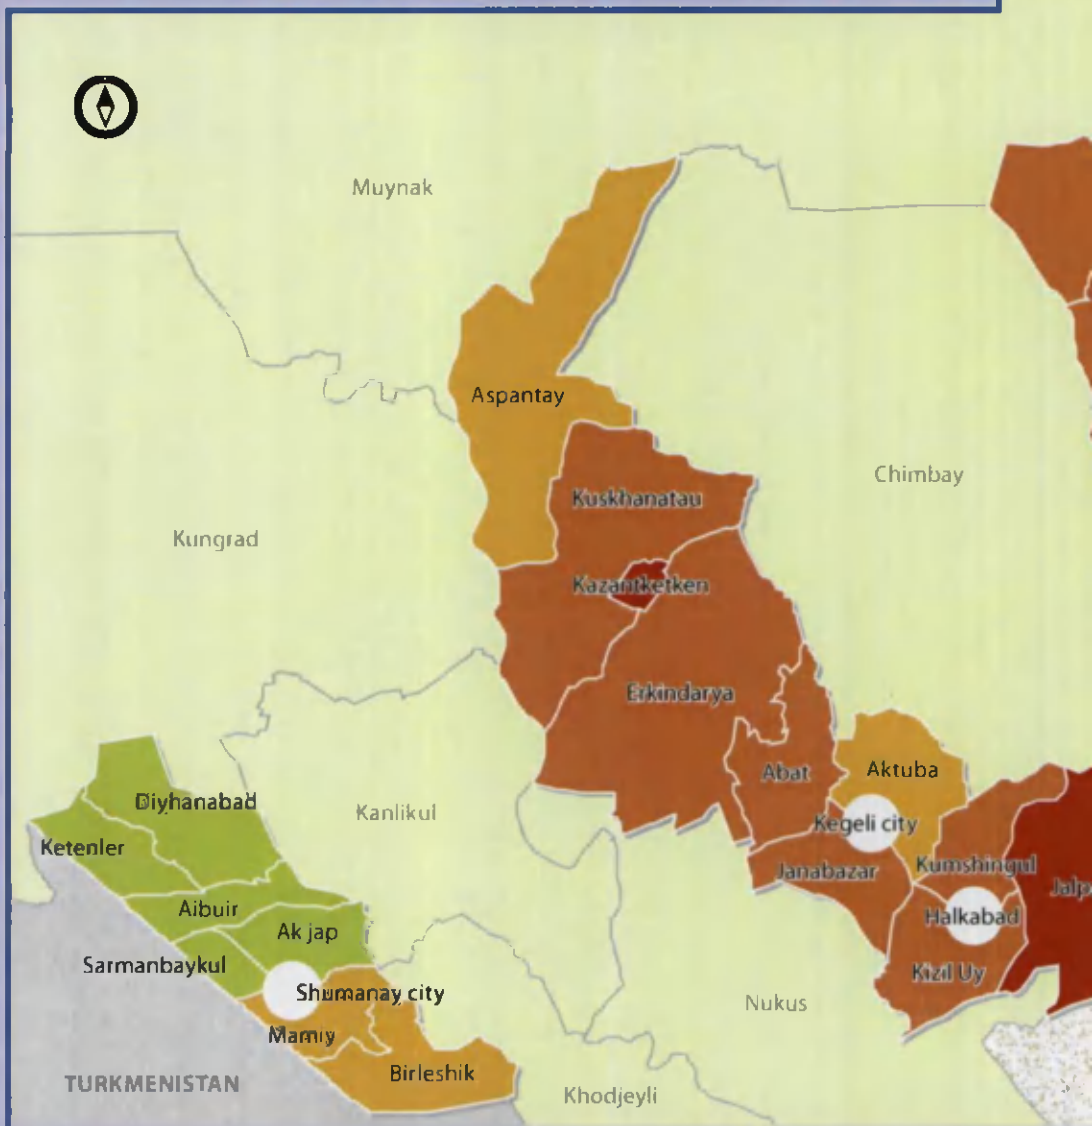 Muynak
Aspantay
Chimbay
Kuskhanatau
Kungrad
Kazantketken
Erkindarya
Abat
Aktuba
Diyhanabad
Kanlikul
Kegeli city
Ketenler
Kumshingul
Janabazar
Aibuir
Halkabad
Ak jap
Sarmanbaykul
Kizil Uy
Shumanay city
Nukus
Mamiy
Birleshik
TURKMENISTAN
Khodjeyli